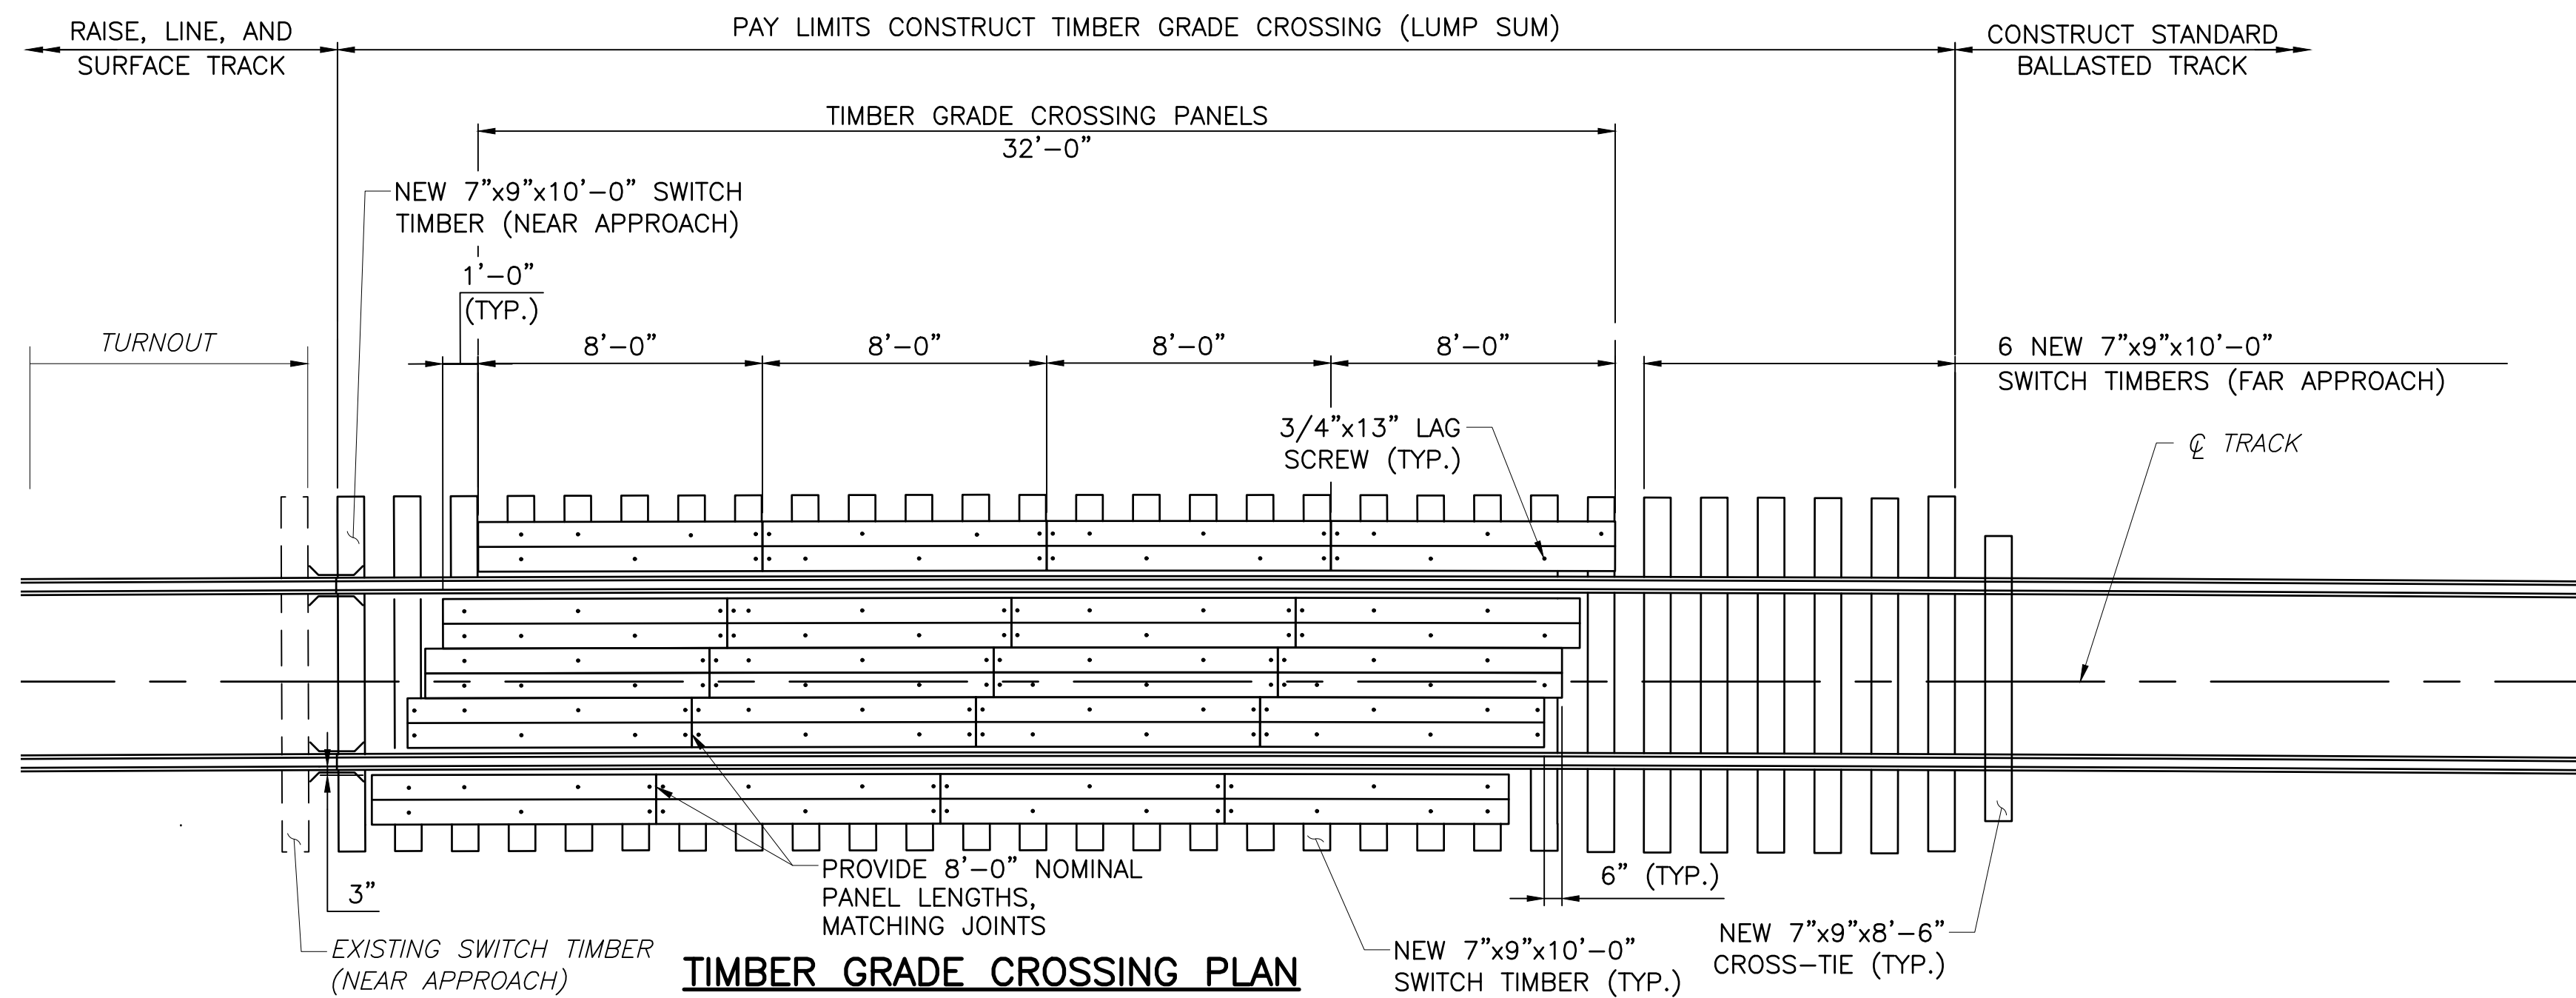 RAISE, LINE, AND
SURFACE TRACK
PAY LIMITS CONSTRUCT TIMBER GRADE CROSSING (LUMP SUM)
CONSTRUCT STANDARD
BALLASTED TRACK
TIMBER GRADE CROSSING PANELS
32'-0"
NEW 7"x9"x10'-0" SWITCH
TIMBER (NEAR APPROACH)
1'-0"
(TYP.)
TURNOUT
8'-0"
8'-0"
8'-0"
8'-0"
6 NEW 7"x9"x10'-0"
SWITCH TIMBERS (FAR APPROACH)
3/4"x13" LAG
SCREW (TYP.)
℄ TRACK
3"
PROVIDE 8'-0" NOMINAL
PANEL LENGTHS,
MATCHING JOINTS
6" (TYP.)
EXISTING SWITCH TIMBER
(NEAR APPROACH)
NEW 7"x9"x10'-0"
SWITCH TIMBER (TYP.)
NEW 7"x9"x8'-6"
CROSS-TIE (TYP.)
TIMBER GRADE CROSSING PLAN